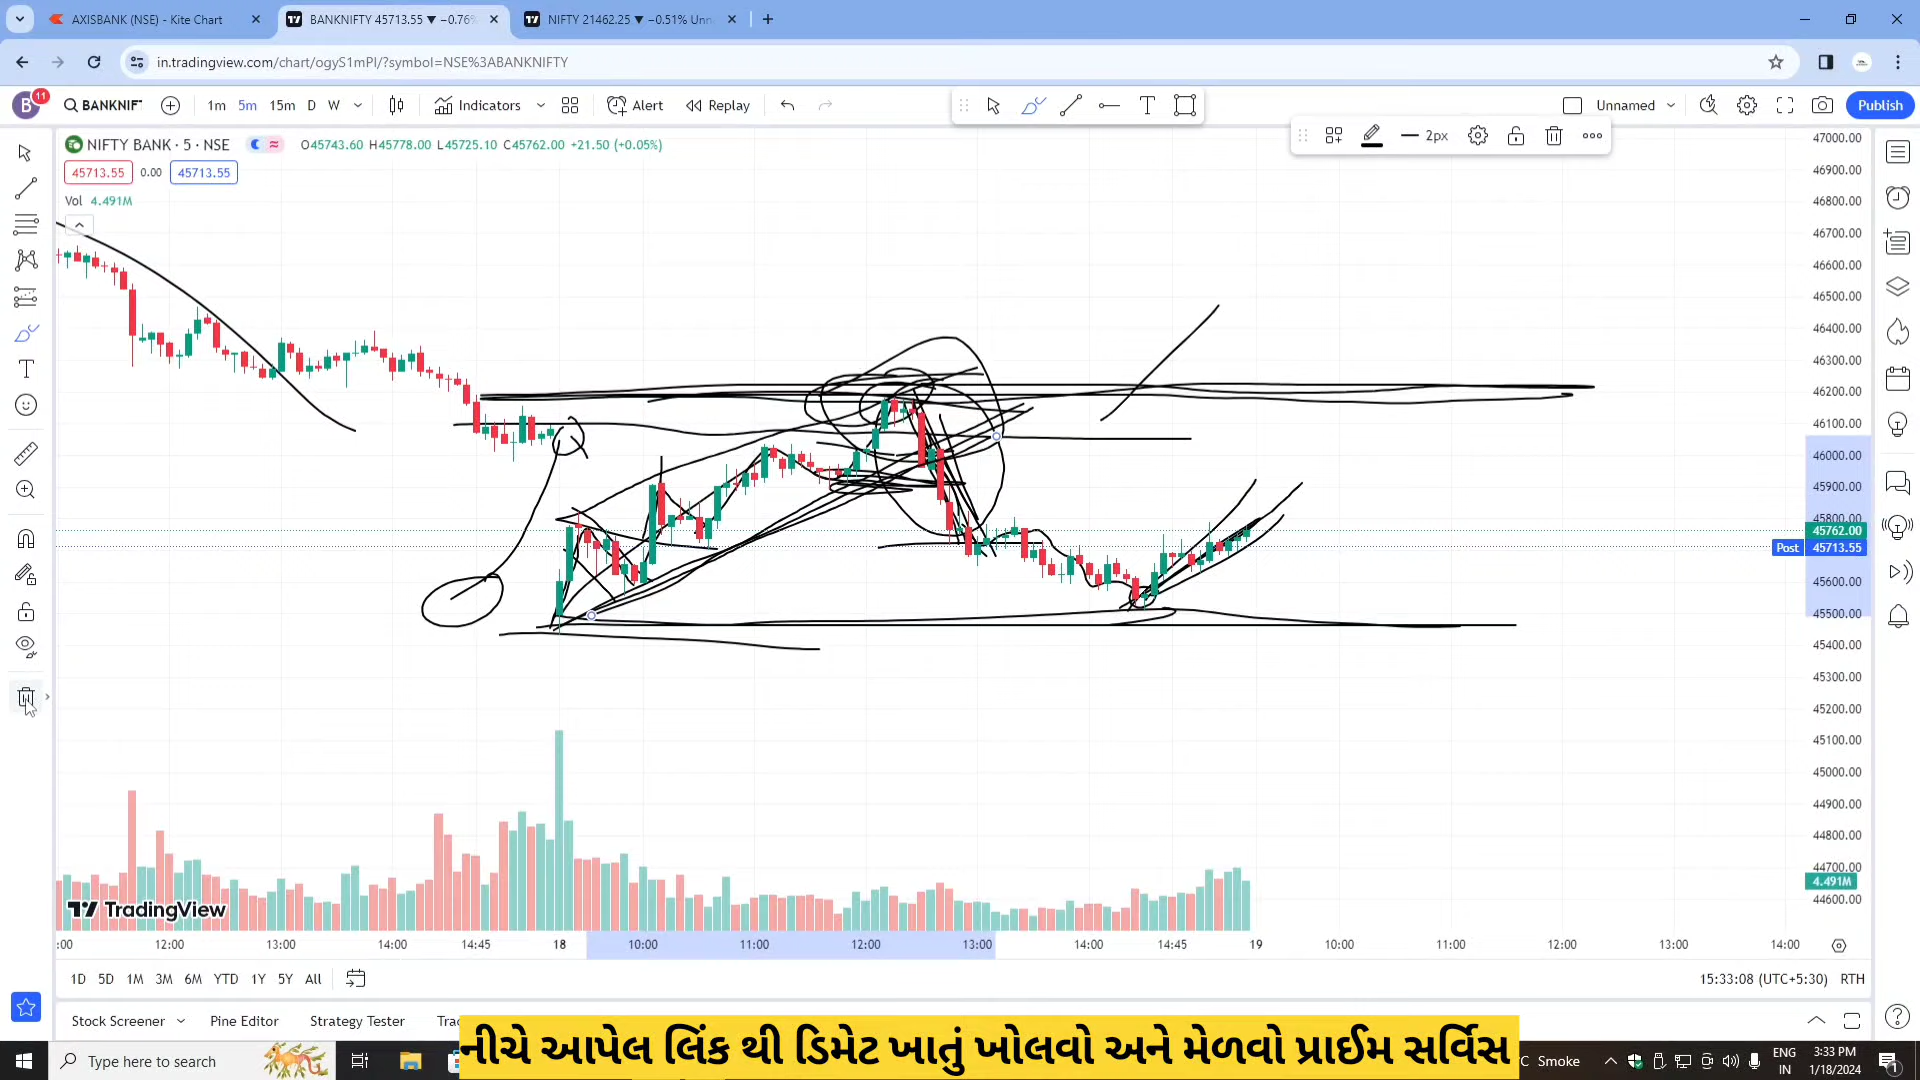 AXISBANK (NSE) - Kite Chart
BANKNIFTY 45713.55 ▼ −0.76%
NIFTY 21462.25 ▼ −0.51% Unn
in.tradingview.com/chart/ogyS1mPI/?symbol=NSE%3ABANKNIFTY
B 11 BANKNIF 1m 5m 15m D W Indicators Alert Replay Unnamed Publish
NIFTY BANK · 5 · NSE O45743.60 H45778.00 L45725.10 C45762.00 +21.50 (+0.05%)
2px
45713.55 0.00 45713.55
Vol 4.491M
47000.00
46900.00
46800.00
46700.00
46600.00
46500.00
46400.00
46300.00
46200.00
46100.00
46000.00
45900.00
45800.00
45762.00
Post 45713.55
45600.00
45500.00
45400.00
45300.00
45200.00
45100.00
45000.00
44900.00
44800.00
44700.00
4.491M
44600.00
TradingView
:00 12:00 13:00 14:00 14:45 18 10:00 11:00 12:00 13:00 14:00 14:45 19 10:00 11:00 12:00 13:00 14:00
1D 5D 1M 3M 6M YTD 1Y 5Y All 15:33:08 (UTC+5:30) RTH
Stock Screener Pine Editor Strategy Tester Tra
નીચે આપેલ લિંક થી ડિમેટ ખાતું ખોલવો અને મેળવો પ્રાઈમ સર્વિસ
Type here to search
C Smoke
ENG
IN
3:33 PM
1/18/2024
1